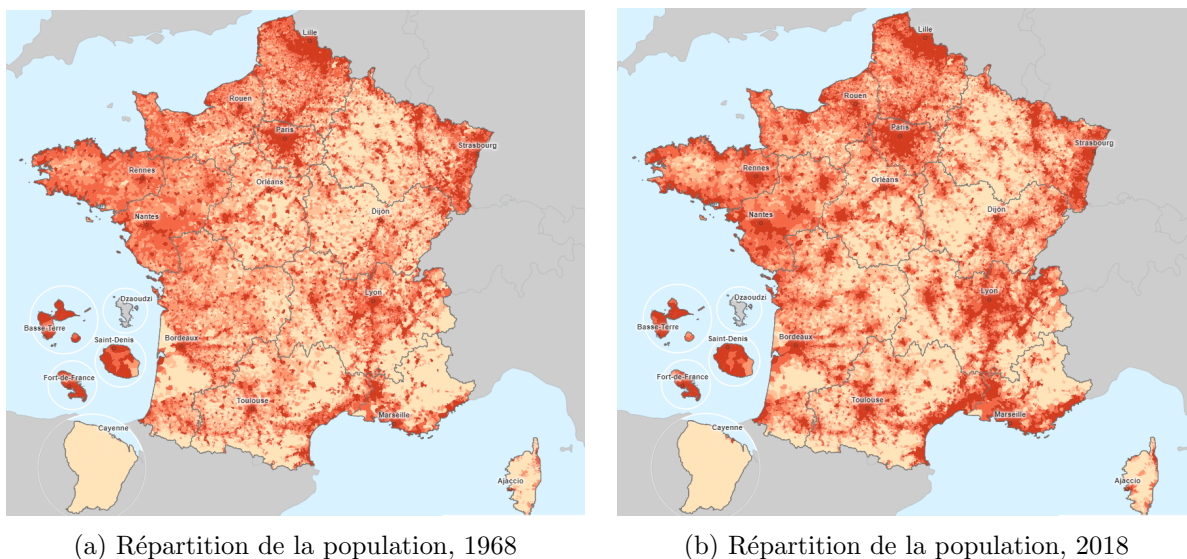 Lille
Rouen
Paris
Strasbourg
Rennes
Orléans
Nantes
Dijon
Dzaoudzi
Lyon
Basse-Terre
Saint-Denis
Bordeaux
Fort-de-France
Toulouse
Marseille
Cayenne
Ajaccio
(a) Répartition de la population, 1968
Lille
Rouen
Paris
Strasbourg
Rennes
Orléans
Nantes
Dijon
Dzaoudzi
Lyon
Basse-Terre
Saint-Denis
Bordeaux
Fort-de-France
Toulouse
Marseille
Cayenne
Ajaccio
(b) Répartition de la population, 2018